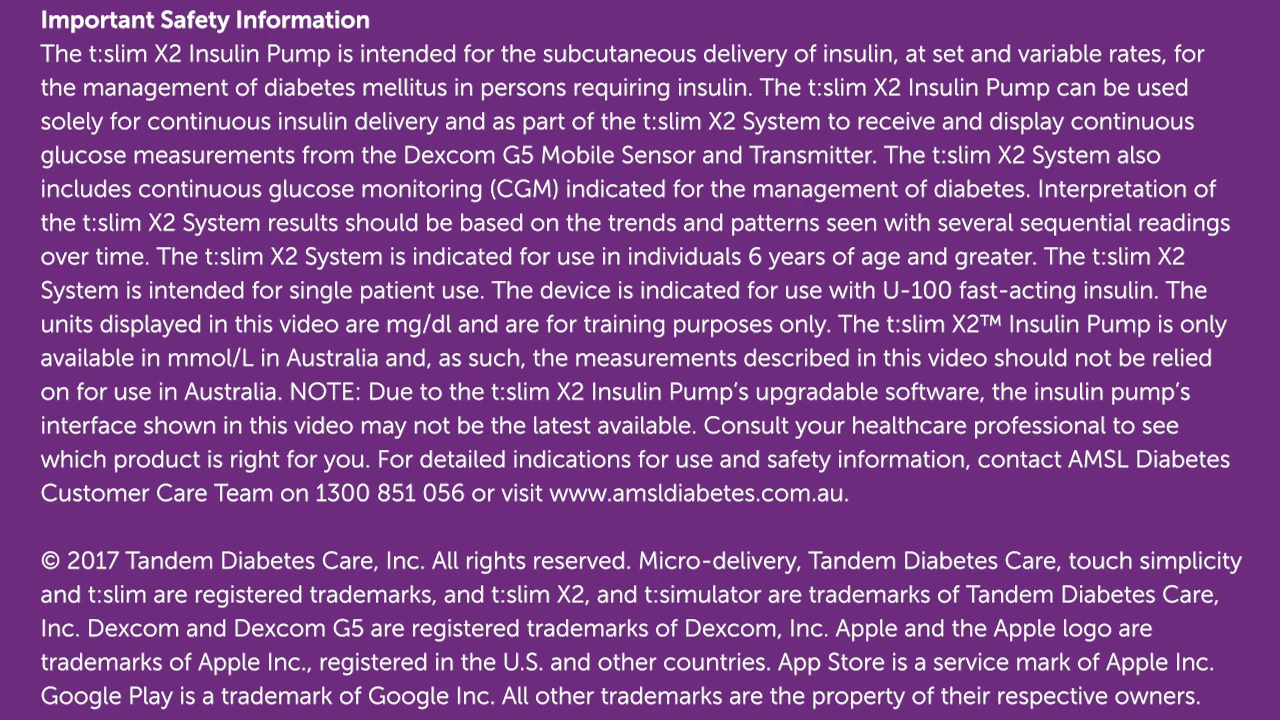 Important Safety Information
The t:slim X2 Insulin Pump is intended for the subcutaneous delivery of insulin, at set and variable rates, for
the management of diabetes mellitus in persons requiring insulin. The t:slim X2 Insulin Pump can be used
solely for continuous insulin delivery and as part of the t:slim X2 System to receive and display continuous
glucose measurements from the Dexcom G5 Mobile Sensor and Transmitter. The t:slim X2 System also
includes continuous glucose monitoring (CGM) indicated for the management of diabetes. Interpretation of
the t:slim X2 System results should be based on the trends and patterns seen with several sequential readings
over time. The t:slim X2 System is indicated for use in individuals 6 years of age and greater. The t:slim X2
System is intended for single patient use. The device is indicated for use with U-100 fast-acting insulin. The
units displayed in this video are mg/dl and are for training purposes only. The t:slim X2™ Insulin Pump is only
available in mmol/L in Australia and, as such, the measurements described in this video should not be relied
on for use in Australia. NOTE: Due to the t:slim X2 Insulin Pump’s upgradable software, the insulin pump’s
interface shown in this video may not be the latest available. Consult your healthcare professional to see
which product is right for you. For detailed indications for use and safety information, contact AMSL Diabetes
Customer Care Team on 1300 851 056 or visit www.amsldiabetes.com.au.
© 2017 Tandem Diabetes Care, Inc. All rights reserved. Micro-delivery, Tandem Diabetes Care, touch simplicity
and t:slim are registered trademarks, and t:slim X2, and t:simulator are trademarks of Tandem Diabetes Care,
Inc. Dexcom and Dexcom G5 are registered trademarks of Dexcom, Inc. Apple and the Apple logo are
trademarks of Apple Inc., registered in the U.S. and other countries. App Store is a service mark of Apple Inc.
Google Play is a trademark of Google Inc. All other trademarks are the property of their respective owners.